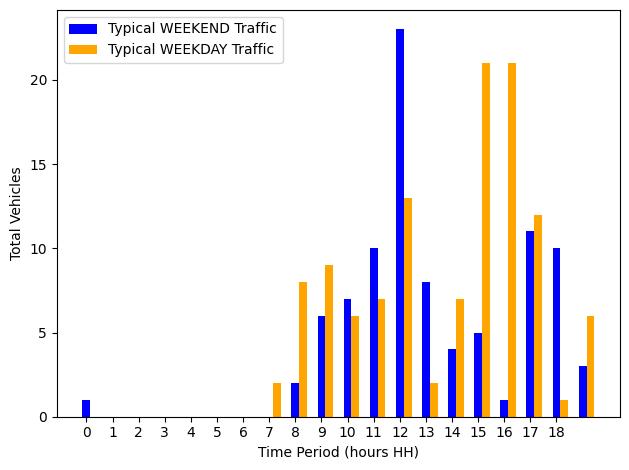 Typical WEEKEND Traffic
Typical WEEKDAY Traffic
20
15
10
5
0
Total Vehicles
0 1 2 3 4 5 6 7 8 9 10 11 12 13 14 15 16 17 18
Time Period (hours HH)